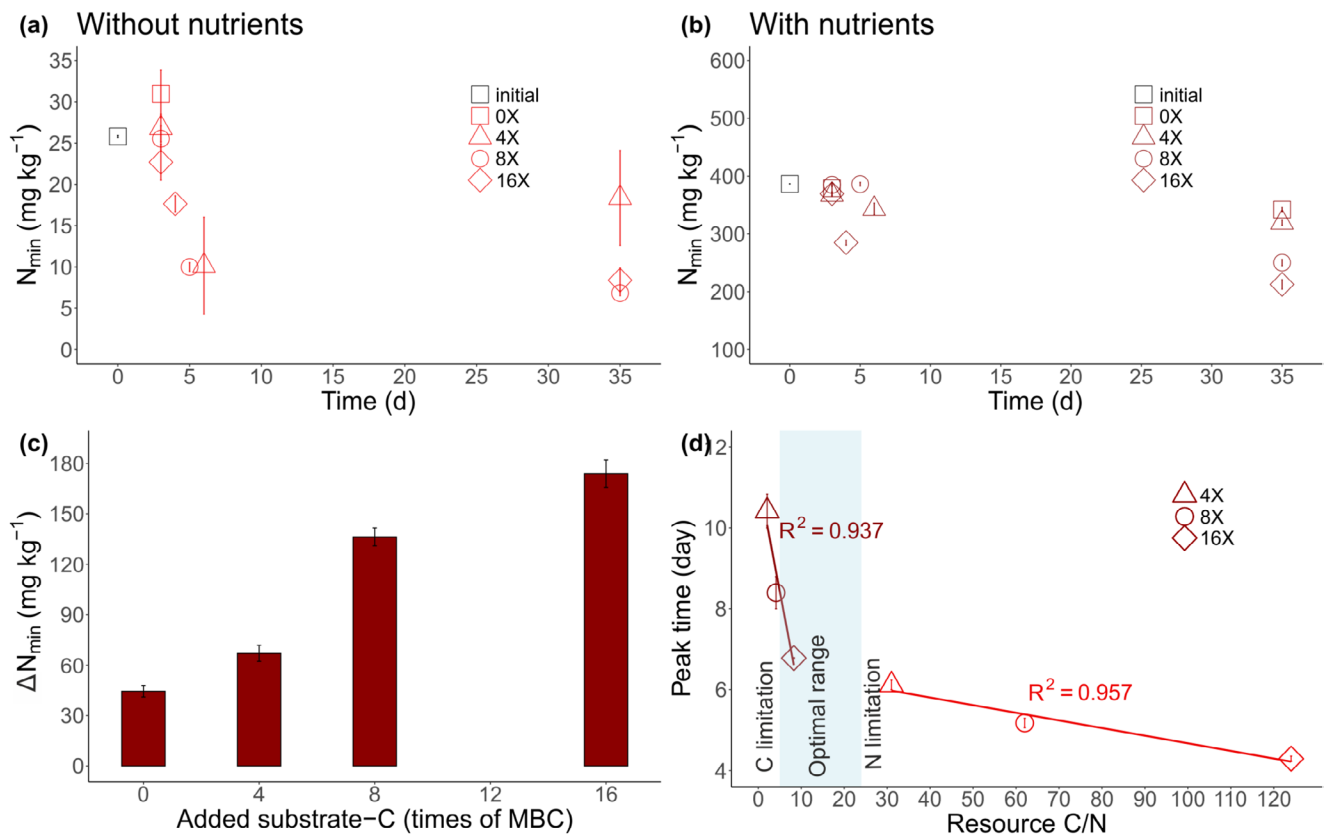 (a) Without nutrients
35
30
25
20
15
10
5
0
N_min (mg kg⁻¹)
initial
0X
4X
8X
16X
0 5 10 15 20 25 30 35
Time (d)
(b) With nutrients
600
500
400
300
200
100
N_min (mg kg⁻¹)
initial
0X
4X
8X
16X
0 5 10 15 20 25 30 35
Time (d)
(c)
180
150
120
90
60
30
0
ΔN_min (mg kg⁻¹)
0 4 8 12 16
Added substrate−C (times of MBC)
(d)
12
10
8
6
4
Peak time (day)
4X
8X
16X
R² = 0.937
R² = 0.957
C limitation
Optimal range
N limitation
0 10 20 30 40 50 60 70 80 90 100 110 120
Resource C/N